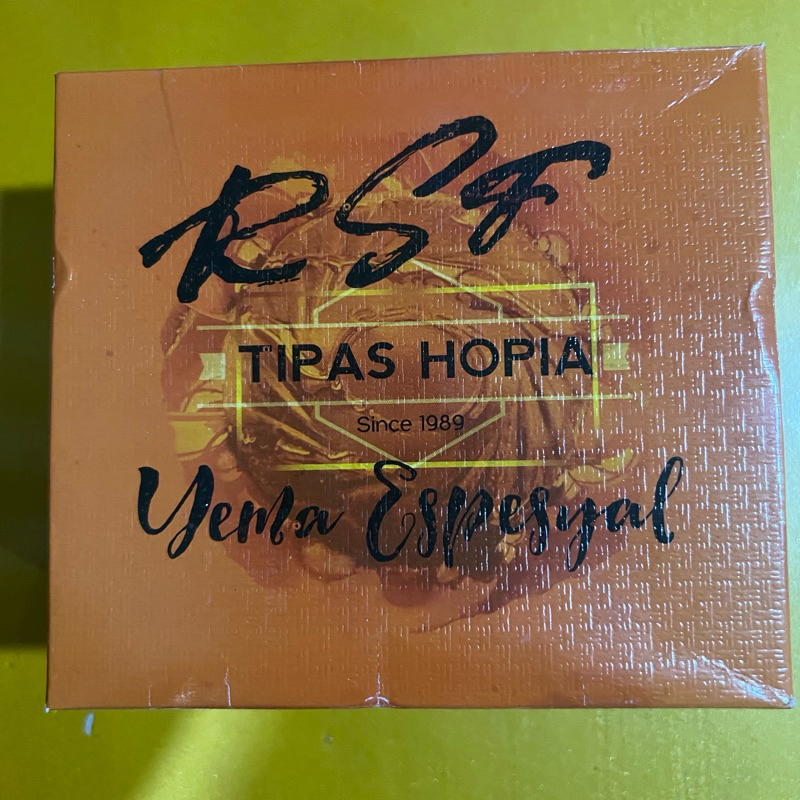 RSF
TIPAS HOPIA
Since 1989
Yema Espesyal